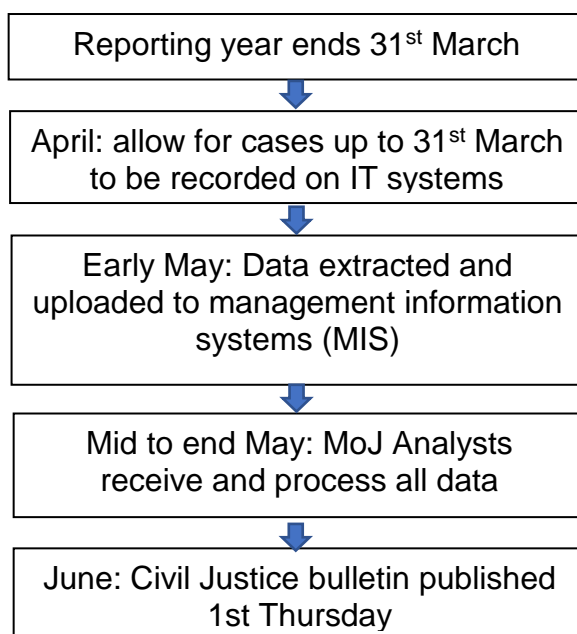 Reporting year ends 31st March
April: allow for cases up to 31st March
to be recorded on IT systems
Early May: Data extracted and
uploaded to management information
systems (MIS)
Mid to end May: MoJ Analysts
receive and process all data
June: Civil Justice bulletin published
1st Thursday